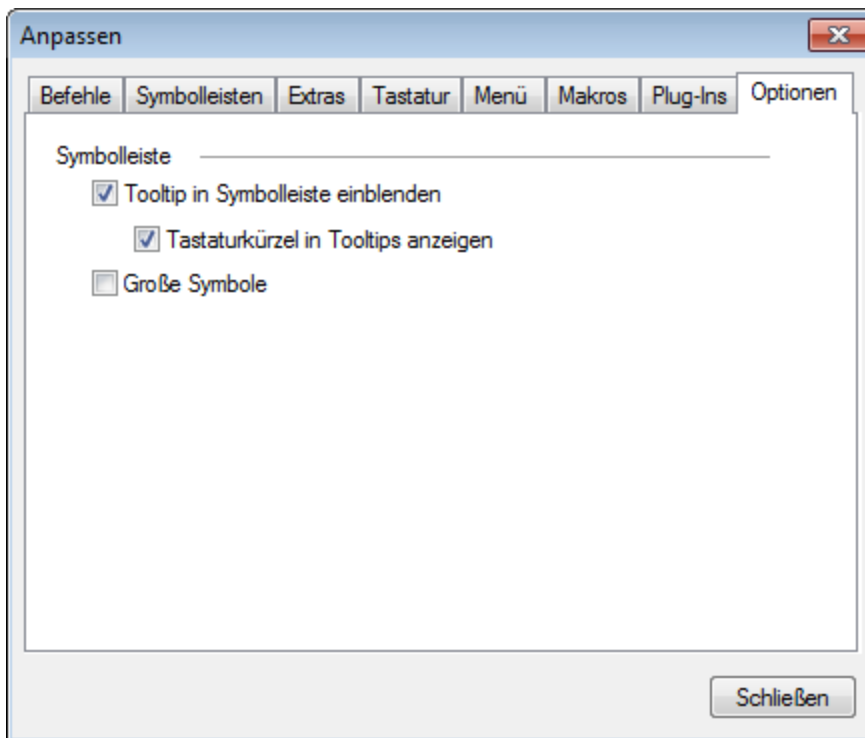 Anpassen
Befehle Symbolleisten Extras Tastatur Menü Makros Plug-Ins Optionen
Symbolleiste
Tooltip in Symbolleiste einblenden
Tastaturkürzel in Tooltips anzeigen
Große Symbole
Schließen